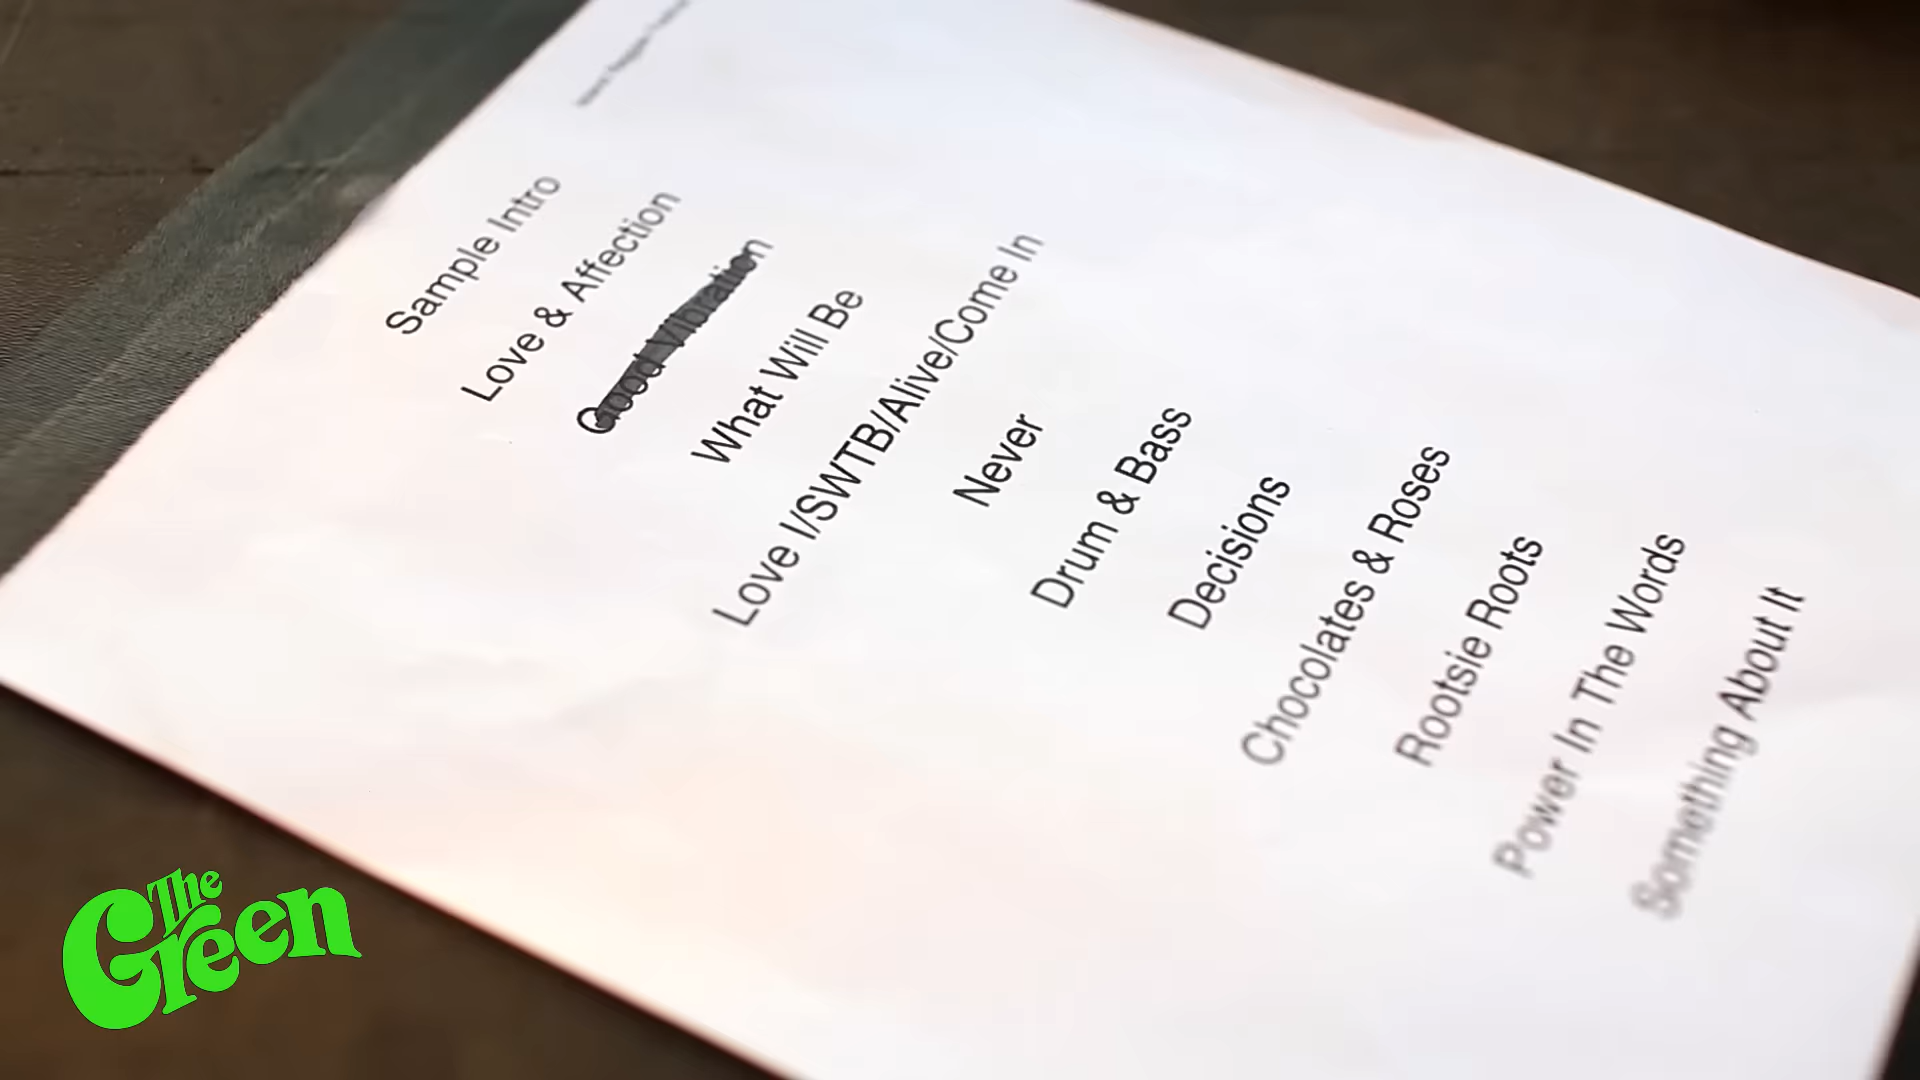 Sample Intro
Love & Affection
Good Vibration
What Will Be
Love I/SWTB/Alive/Come In
Never
Drum & Bass
Decisions
Chocolates & Roses
Rootsie Roots
Power In The Words
Something About It
The
Green